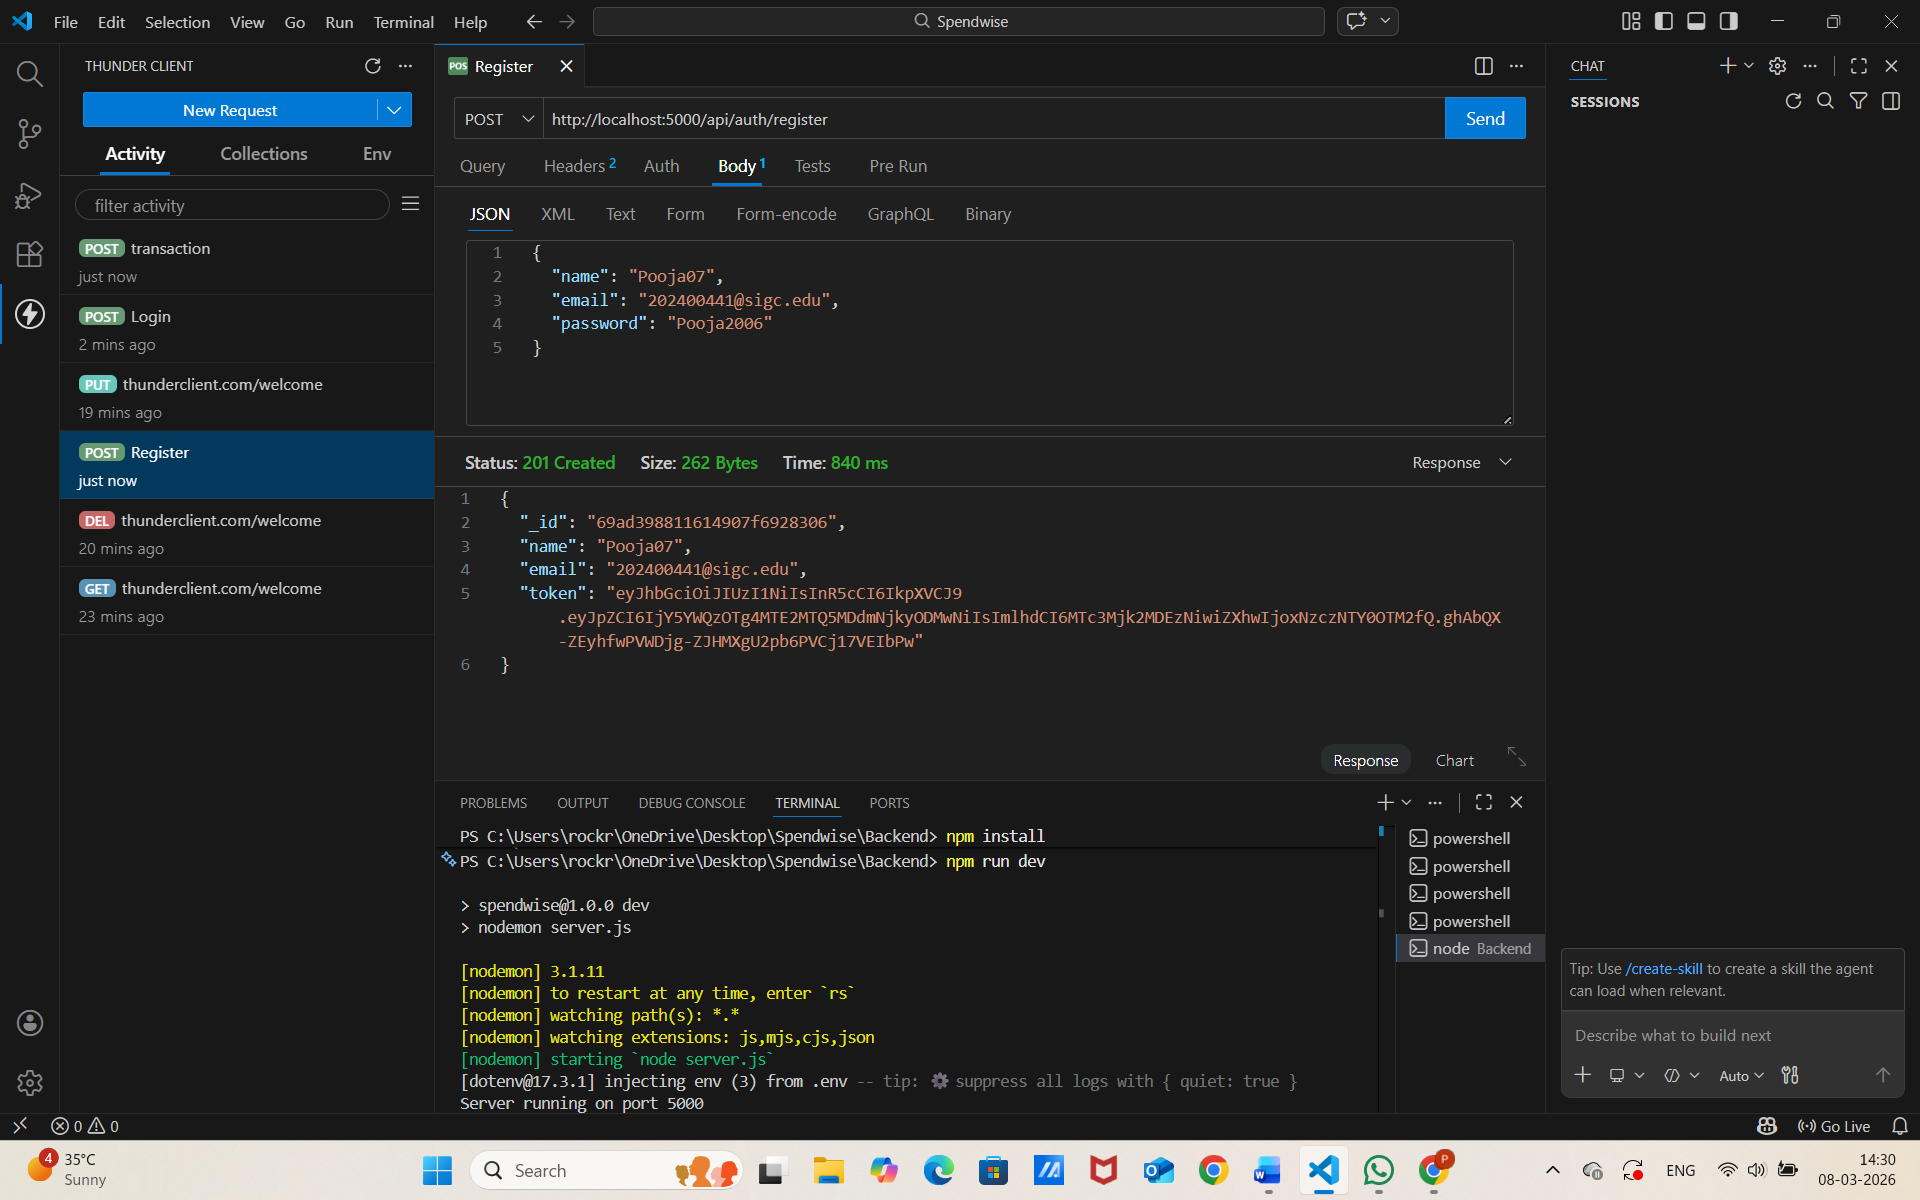 File Edit Selection View Go Run Terminal Help
Spendwise
THUNDER CLIENT
New Request
Activity Collections Env
filter activity
POST transaction
just now
POST Login
2 mins ago
PUT thunderclient.com/welcome
19 mins ago
POST Register
just now
DEL thunderclient.com/welcome
20 mins ago
GET thunderclient.com/welcome
23 mins ago
POS Register
POST http://localhost:5000/api/auth/register Send
Query Headers 2 Auth Body 1 Tests Pre Run
JSON XML Text Form Form-encode GraphQL Binary
1 {
2 "name": "Pooja07",
3 "email": "202400441@sigc.edu",
4 "password": "Pooja2006"
5 }
Status: 201 Created Size: 262 Bytes Time: 840 ms Response
1 {
2 "_id": "69ad398811614907f6928306",
3 "name": "Pooja07",
4 "email": "202400441@sigc.edu",
5 "token": "eyJhbGciOiJIUzI1NiIsInR5cCI6IkpXVCJ9
.eyJpZCI6IjY5YWQzOTg4MTE2MTQ5MDdmNjkyODMwNiIsImlhdCI6MTc3Mjk2MDEzNiwiZXhwIjoxNzczNTY0OTM2fQ.ghAbQX
-ZEyhfwPVWDjg-ZJHMXgU2pb6PVCj17VEIbPw"
6 }
Response Chart
PROBLEMS OUTPUT DEBUG CONSOLE TERMINAL PORTS
PS C:\Users\rockr\OneDrive\Desktop\Spendwise\Backend> npm install
PS C:\Users\rockr\OneDrive\Desktop\Spendwise\Backend> npm run dev
> spendwise@1.0.0 dev
> nodemon server.js
[nodemon] 3.1.11
[nodemon] to restart at any time, enter `rs`
[nodemon] watching path(s): *.*
[nodemon] watching extensions: js,mjs,cjs,json
[nodemon] starting `node server.js`
[dotenv@17.3.1] injecting env (3) from .env -- tip: ⚙️ suppress all logs with { quiet: true }
Server running on port 5000
powershell
powershell
powershell
powershell
node Backend
CHAT
SESSIONS
Tip: Use /create-skill to create a skill the agent
can load when relevant.
Describe what to build next
Auto
0 0
Go Live
4
35°C
Sunny
Search
P
ENG
14:30
08-03-2026